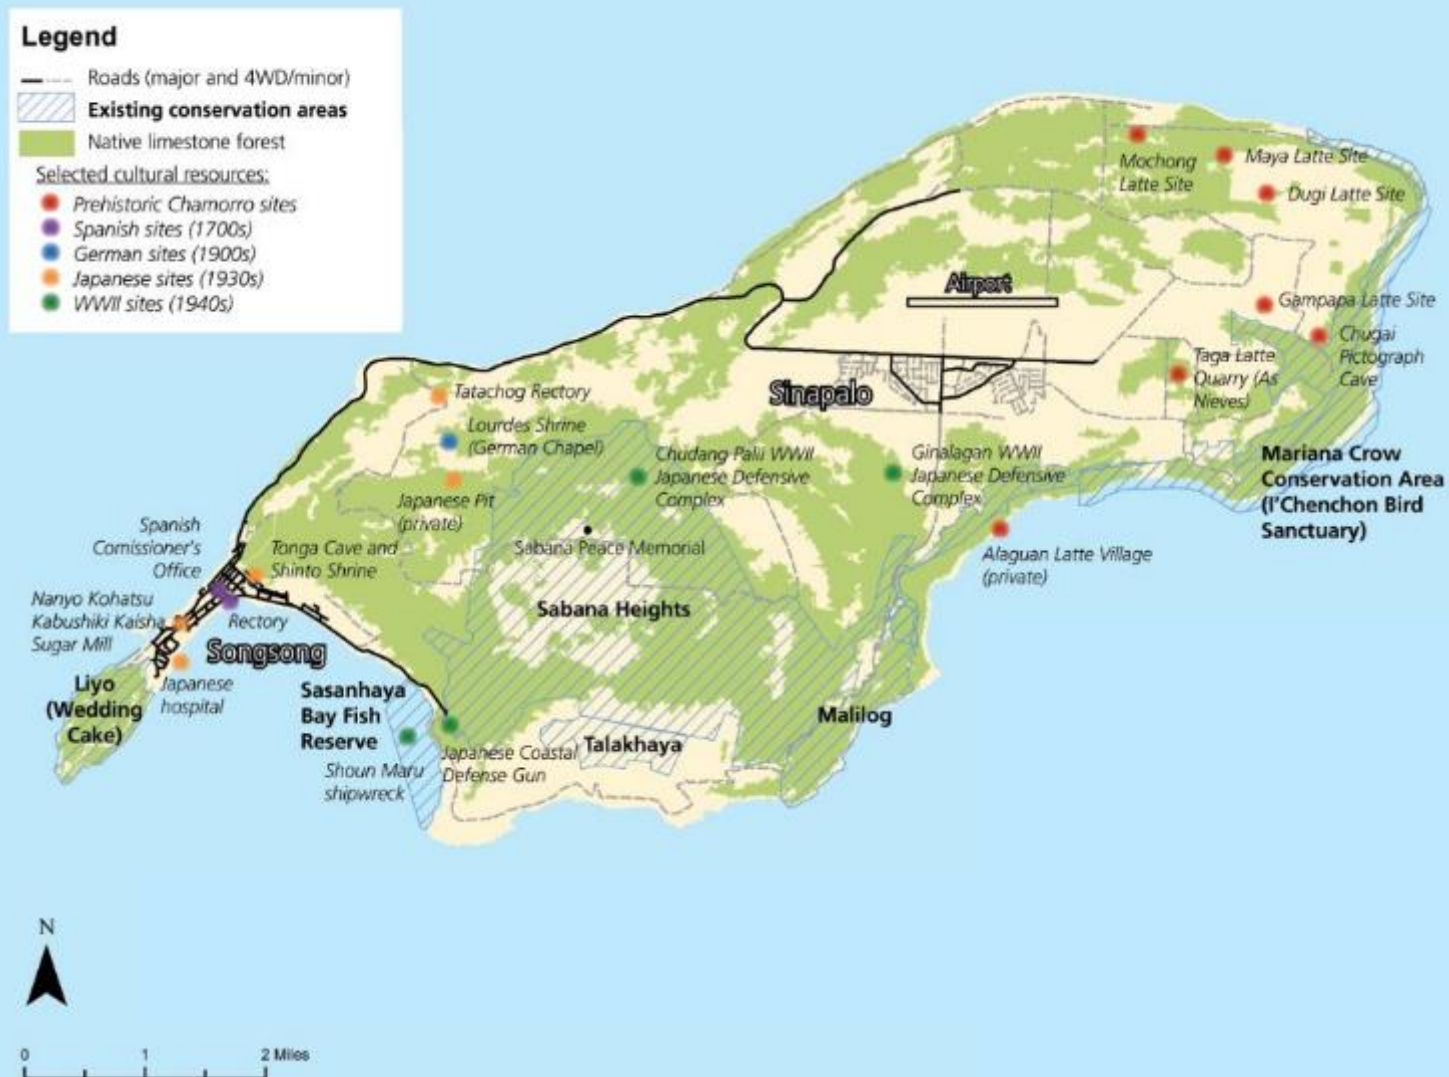 Legend
Roads (major and 4WD/minor)
Existing conservation areas
Native limestone forest
Selected cultural resources:
Prehistoric Chamorro sites
Spanish sites (1700s)
German sites (1900s)
Japanese sites (1930s)
WWII sites (1940s)
Mochong
Latte Site
Maya Latte Site
Dugi Latte Site
Airport
Gampapa Latte Site
Chugai
Pictograph
Cave
Taga Latte
Quarry (As
Nieves)
Sinapalo
Tatachog Rectory
Lourdes Shrine
(German Chapel)
Chudang Palii WWII
Japanese Defensive
Complex
Ginalagan WWII
Japanese Defensive
Complex
Mariana Crow
Conservation Area
(I'Chenchon Bird
Sanctuary)
Japanese Pit
(private)
Spanish
Comissioner's
Office
Tonga Cave and
Shinto Shrine
Sabana Peace Memorial
Alaguan Latte Village
(private)
Nanyo Kohatsu
Kabushiki Kaisha
Sugar Mill
Rectory
Sabana Heights
Songsong
Liyo
(Wedding
Cake)
Japanese
hospital
Sasanhaya
Bay Fish
Reserve
Malilog
Talakhaya
Japanese Coastal
Defense Gun
Shoun Maru
shipwreck
N
0 1 2 Miles